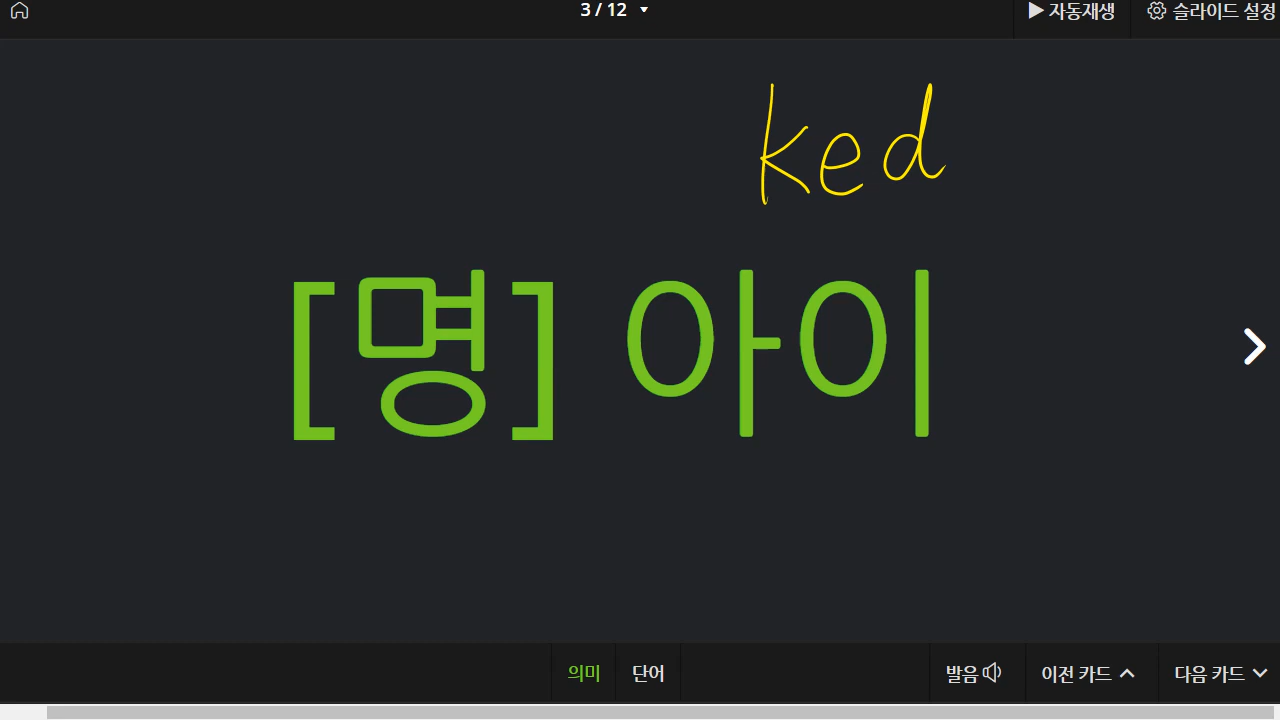 3 / 12
자동재생
슬라이드 설정
ked
[명] 아이
의미
단어
발음
이전 카드
다음 카드